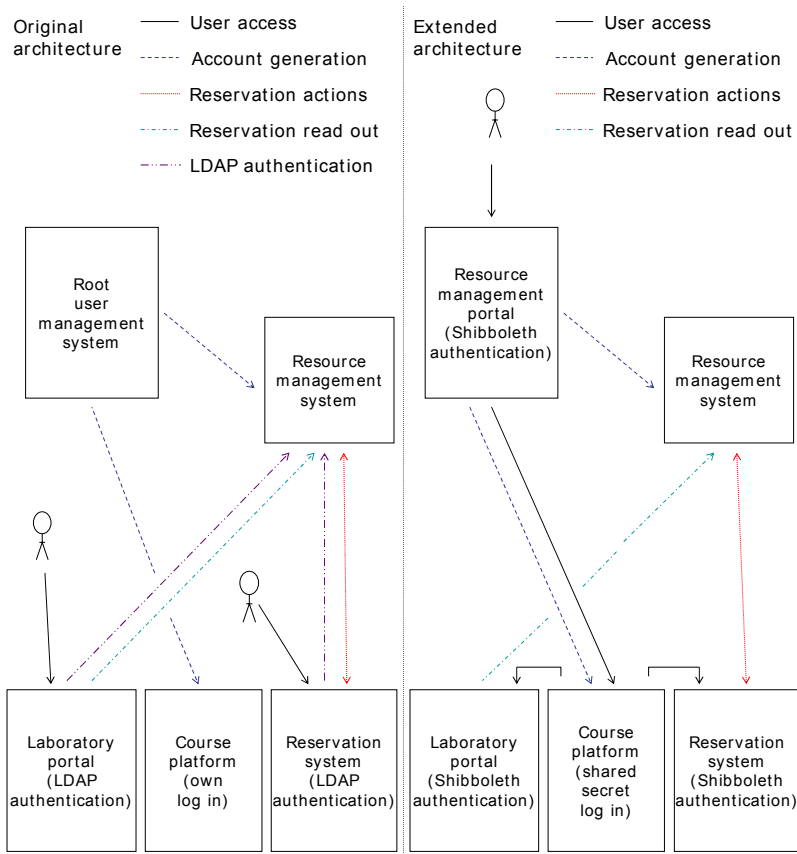 Original
architecture
User access
Account generation
Reservation actions
Reservation read out
LDAP authentication
Root
user
management
system
Resource
management
system
Laboratory
portal
(LDAP
authentication)
Course
platform
(own
log in)
Reservation
system
(LDAP
authentication)
Extended
architecture
User access
Account generation
Reservation actions
Reservation read out
Resource
management
portal
(Shibboleth
authentication)
Resource
management
system
Laboratory
portal
(Shibboleth
authentication)
Course
platform
(shared
secret
log in)
Reservation
system
(Shibboleth
authentication)